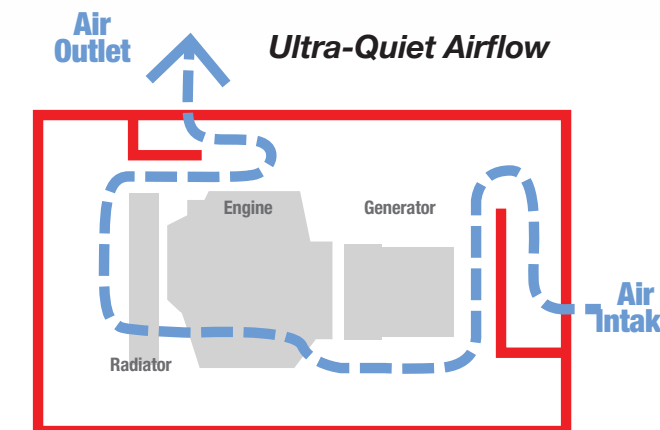 Air
Outlet
Ultra-Quiet Airflow
Engine
Generator
Radiator
Air
Intak